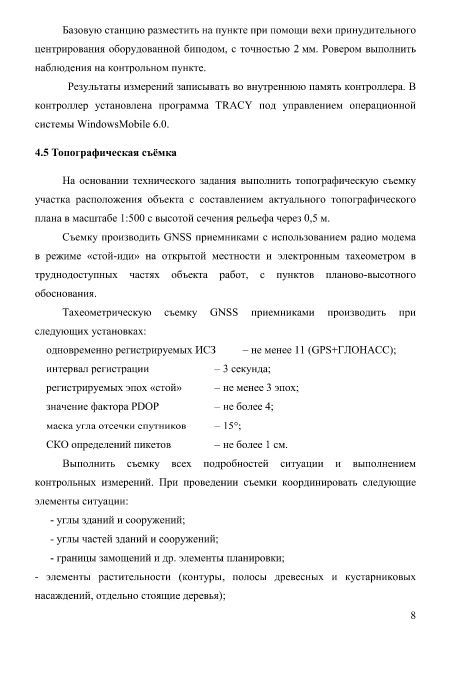 Базовую станцию разместить на пункте при помощи вехи принудительного
центрирования оборудованной биподом, с точностью 2 мм. Ровером выполнить
наблюдения на контрольном пункте.
Результаты измерений записывать во внутреннюю память контроллера. В
контроллер установлена программа TRACY под управлением операционной
системы WindowsMobile 6.0.
4.5 Топографическая съёмка
На основании технического задания выполнить топографическую съемку
участка расположения объекта с составлением актуального топографического
плана в масштабе 1:500 с высотой сечения рельефа через 0,5 м.
Съемку производить GNSS приемниками с использованием радио модема
в режиме «стой-иди» на открытой местности и электронным тахеометром в
труднодоступных частях объекта работ, с пунктов планово-высотного
обоснования.
Тахеометрическую съемку GNSS приемниками производить при
следующих установках:
одновременно регистрируемых ИСЗ – не менее 11 (GPS+ГЛОНАСС);
интервал регистрации – 3 секунда;
регистрируемых эпох «стой» – не менее 3 эпох;
значение фактора PDOP – не более 4;
маска угла отсечки спутников – 15°;
СКО определений пикетов – не более 1 см.
Выполнить съемку всех подробностей ситуации и выполнением
контрольных измерений. При проведении съемки координировать следующие
элементы ситуации:
- углы зданий и сооружений;
- углы частей зданий и сооружений;
- границы замощений и др. элементы планировки;
- элементы растительности (контуры, полосы древесных и кустарниковых
насаждений, отдельно стоящие деревья);
8